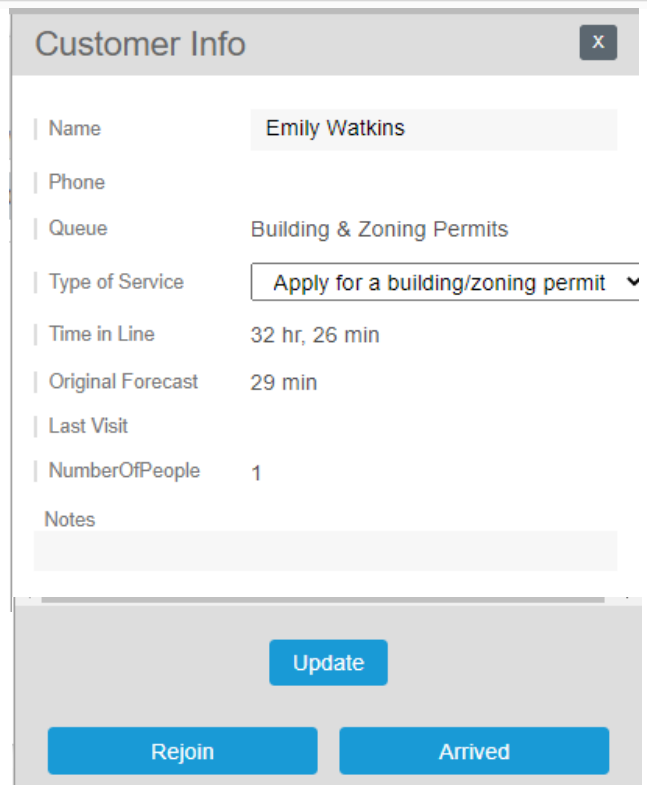 Customer Info
X
Name Emily Watkins
Phone
Queue Building & Zoning Permits
Type of Service Apply for a building/zoning permit
Time in Line 32 hr, 26 min
Original Forecast 29 min
Last Visit
NumberOfPeople 1
Notes
Update
Rejoin Arrived